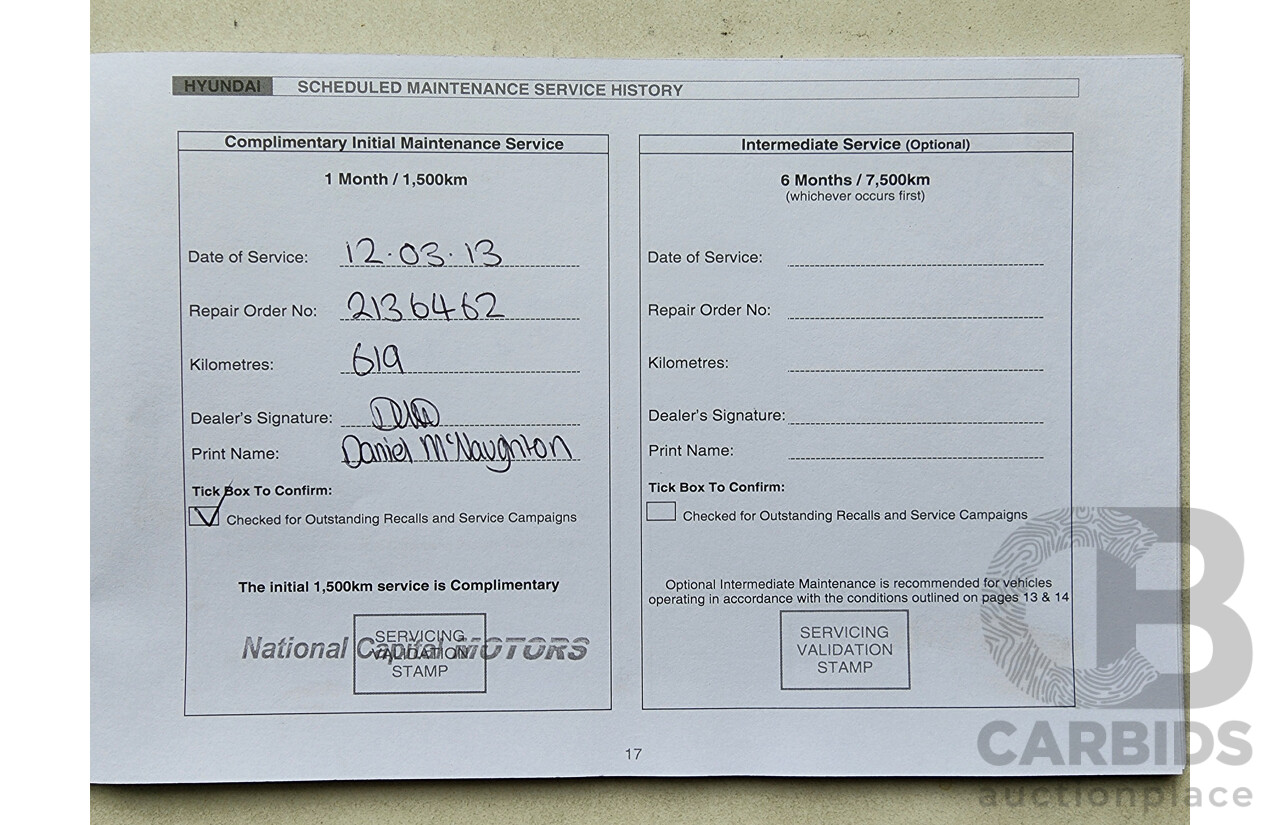 HYUNDAI SCHEDULED MAINTENANCE SERVICE HISTORY
Complimentary Initial Maintenance Service
1 Month / 1,500km
Date of Service: 12.03.13
Repair Order No: 2136462
Kilometres: 619
Dealer's Signature:
Print Name: Daniel McNaughton
Tick Box To Confirm:
Checked for Outstanding Recalls and Service Campaigns
The initial 1,500km service is Complimentary
SERVICING
VALIDATION
STAMP
National Capital MOTORS
Intermediate Service (Optional)
6 Months / 7,500km
(whichever occurs first)
Date of Service:
Repair Order No:
Kilometres:
Dealer's Signature:
Print Name:
Tick Box To Confirm:
Checked for Outstanding Recalls and Service Campaigns
Optional Intermediate Maintenance is recommended for vehicles
operating in accordance with the conditions outlined on pages 13 & 14
SERVICING
VALIDATION
STAMP
17
CB
CARBIDS
auctionplace